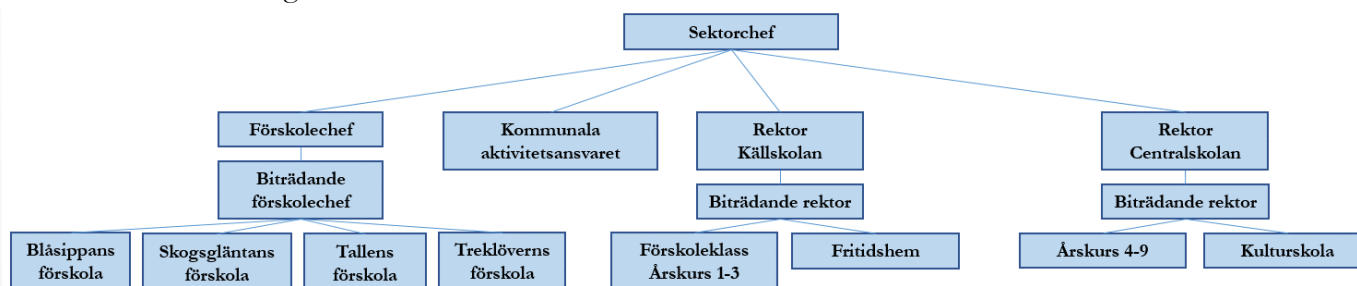 Sektorchef
Förskolechef
Kommunala
aktivitetsansvaret
Rektor
Källskolan
Rektor
Centralskolan
Biträdande
förskolechef
Biträdande rektor
Biträdande rektor
Blåsippans
förskola
Skogsgläntans
förskola
Tallens
förskola
Treklöverns
förskola
Förskoleklass
Årskurs 1-3
Fritidshem
Årskurs 4-9
Kulturskola